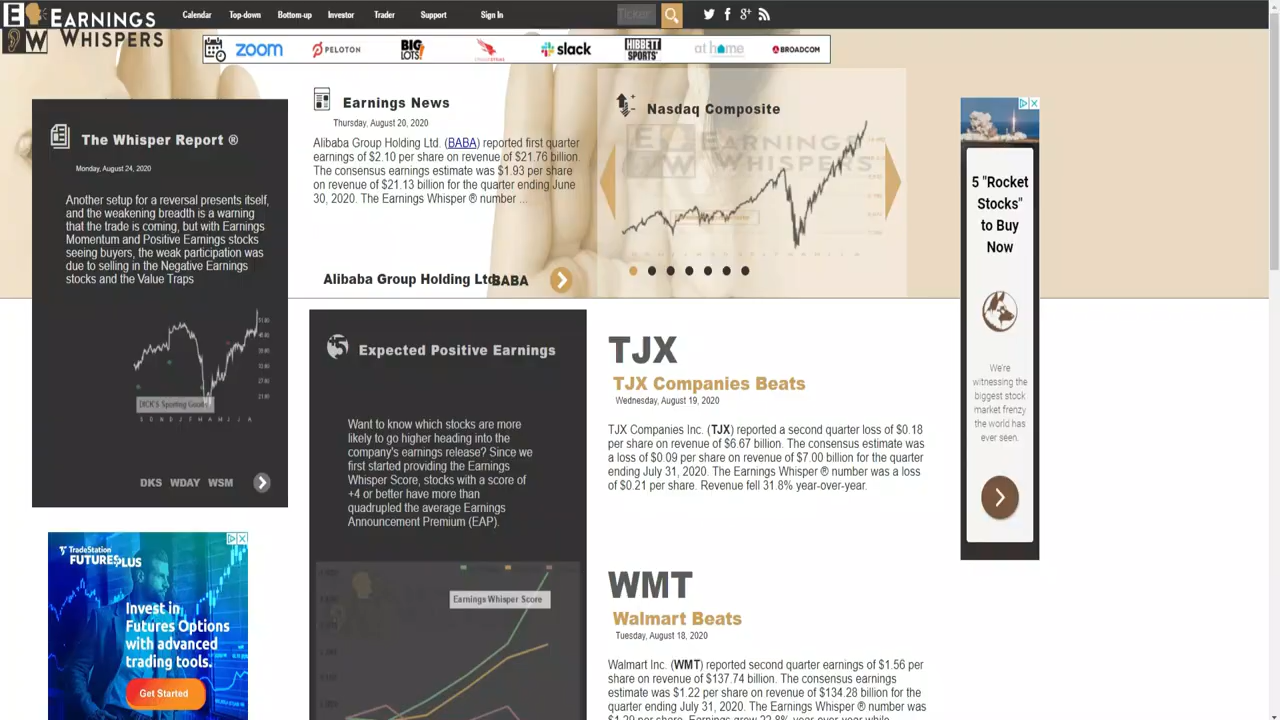 E EARNINGS
W WHISPERS
Calendar Top-down Bottom-up Investor Trader Support Sign In
Ticker
zoom PELOTON BIG LOTS! slack HIBBETT SPORTS at home BROADCOM
The Whisper Report ®
Monday, August 24, 2020
Another setup for a reversal presents itself,
and the weakening breadth is a warning
that the trade is coming, but with Earnings
Momentum and Positive Earnings stocks
seeing buyers, the weak participation was
due to selling in the Negative Earnings
stocks and the Value Traps
DICK'S Sporting Goods
S O N D J F M A M J J A
DKS WDAY WSM
TradeStation
FUTURESPLUS
Invest in
Futures Options
with advanced
trading tools.
Get Started
Earnings News
Thursday, August 20, 2020
Alibaba Group Holding Ltd. (BABA) reported first quarter
earnings of $2.10 per share on revenue of $21.76 billion.
The consensus earnings estimate was $1.93 per share
on revenue of $21.13 billion for the quarter ending June
30, 2020. The Earnings Whisper ® number ...
Alibaba Group Holding Ltd.
BABA
Nasdaq Composite
EARNINGS
WHISPERS
Expected Positive Earnings
Want to know which stocks are more
likely to go higher heading into the
company's earnings release? Since we
first started providing the Earnings
Whisper Score, stocks with a score of
+4 or better have more than
quadrupled the average Earnings
Announcement Premium (EAP).
Earnings Whisper Score
TJX
TJX Companies Beats
Wednesday, August 19, 2020
TJX Companies Inc. (TJX) reported a second quarter loss of $0.18
per share on revenue of $6.67 billion. The consensus estimate was
a loss of $0.09 per share on revenue of $7.00 billion for the quarter
ending July 31, 2020. The Earnings Whisper ® number was a loss
of $0.21 per share. Revenue fell 31.8% year-over-year.
WMT
Walmart Beats
Tuesday, August 18, 2020
Walmart Inc. (WMT) reported second quarter earnings of $1.56 per
share on revenue of $137.74 billion. The consensus earnings
estimate was $1.22 per share on revenue of $134.28 billion for the
quarter ending July 31, 2020. The Earnings Whisper ® number was
$1.29 per share. Earnings grew 22.8% year-over-year while
5 "Rocket
Stocks"
to Buy
Now
We're
witnessing the
biggest stock
market frenzy
the world has
ever seen.